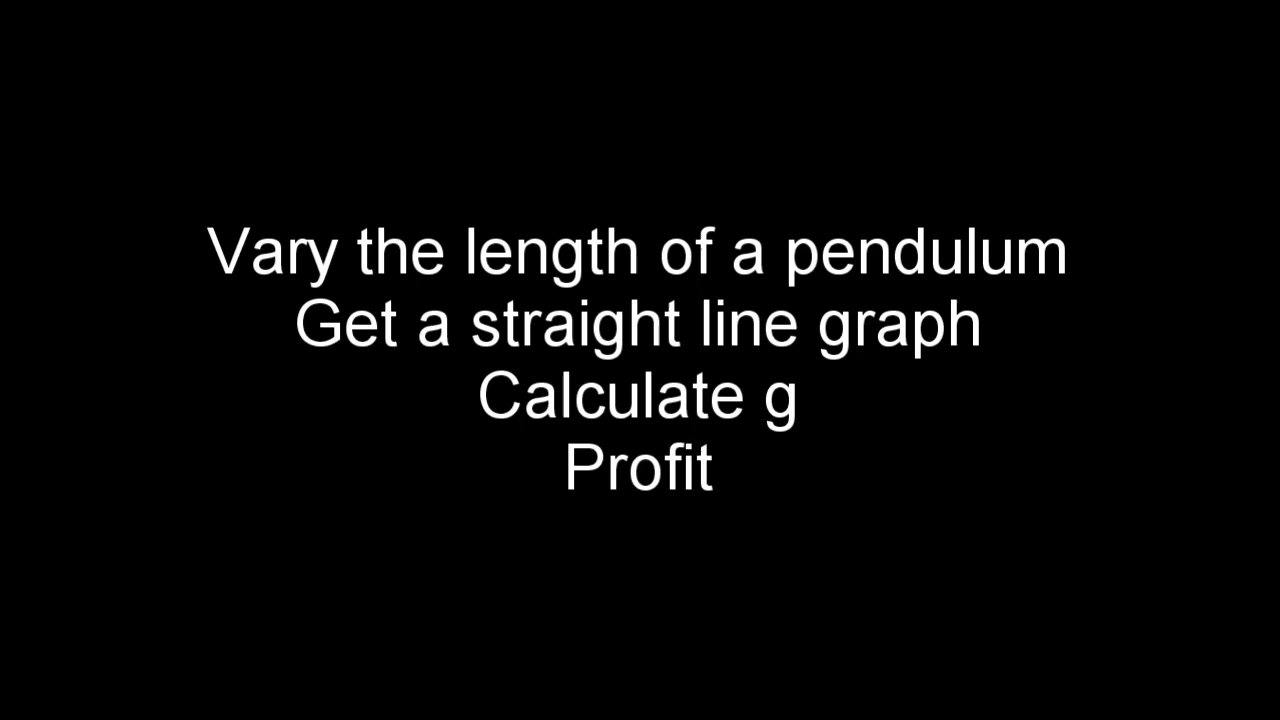 Vary the length of a pendulum
Get a straight line graph
Calculate g
Profit